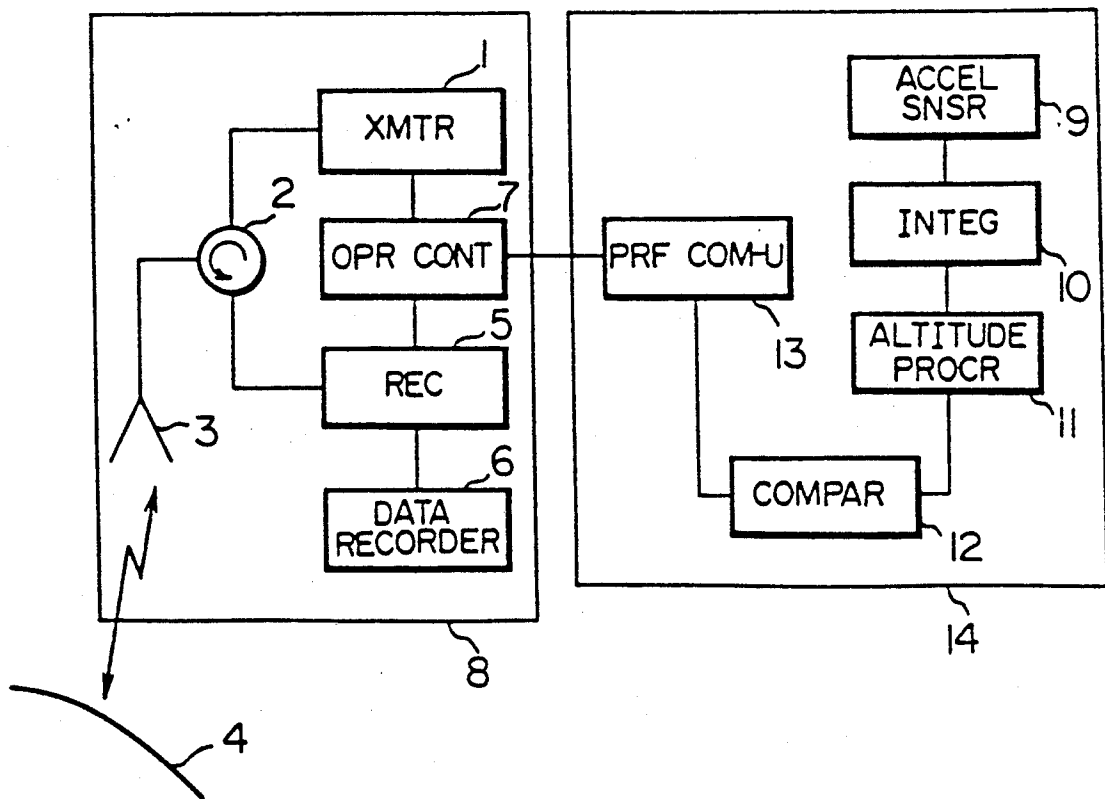 1
XMTR
2
7
OPR CONT
5
REC
3
6
DATA
RECORDER
8
4
ACCEL
SNSR
9
INTEG
10
PRF COM-U
13
ALTITUDE
PROCR
11
COMPAR
12
14